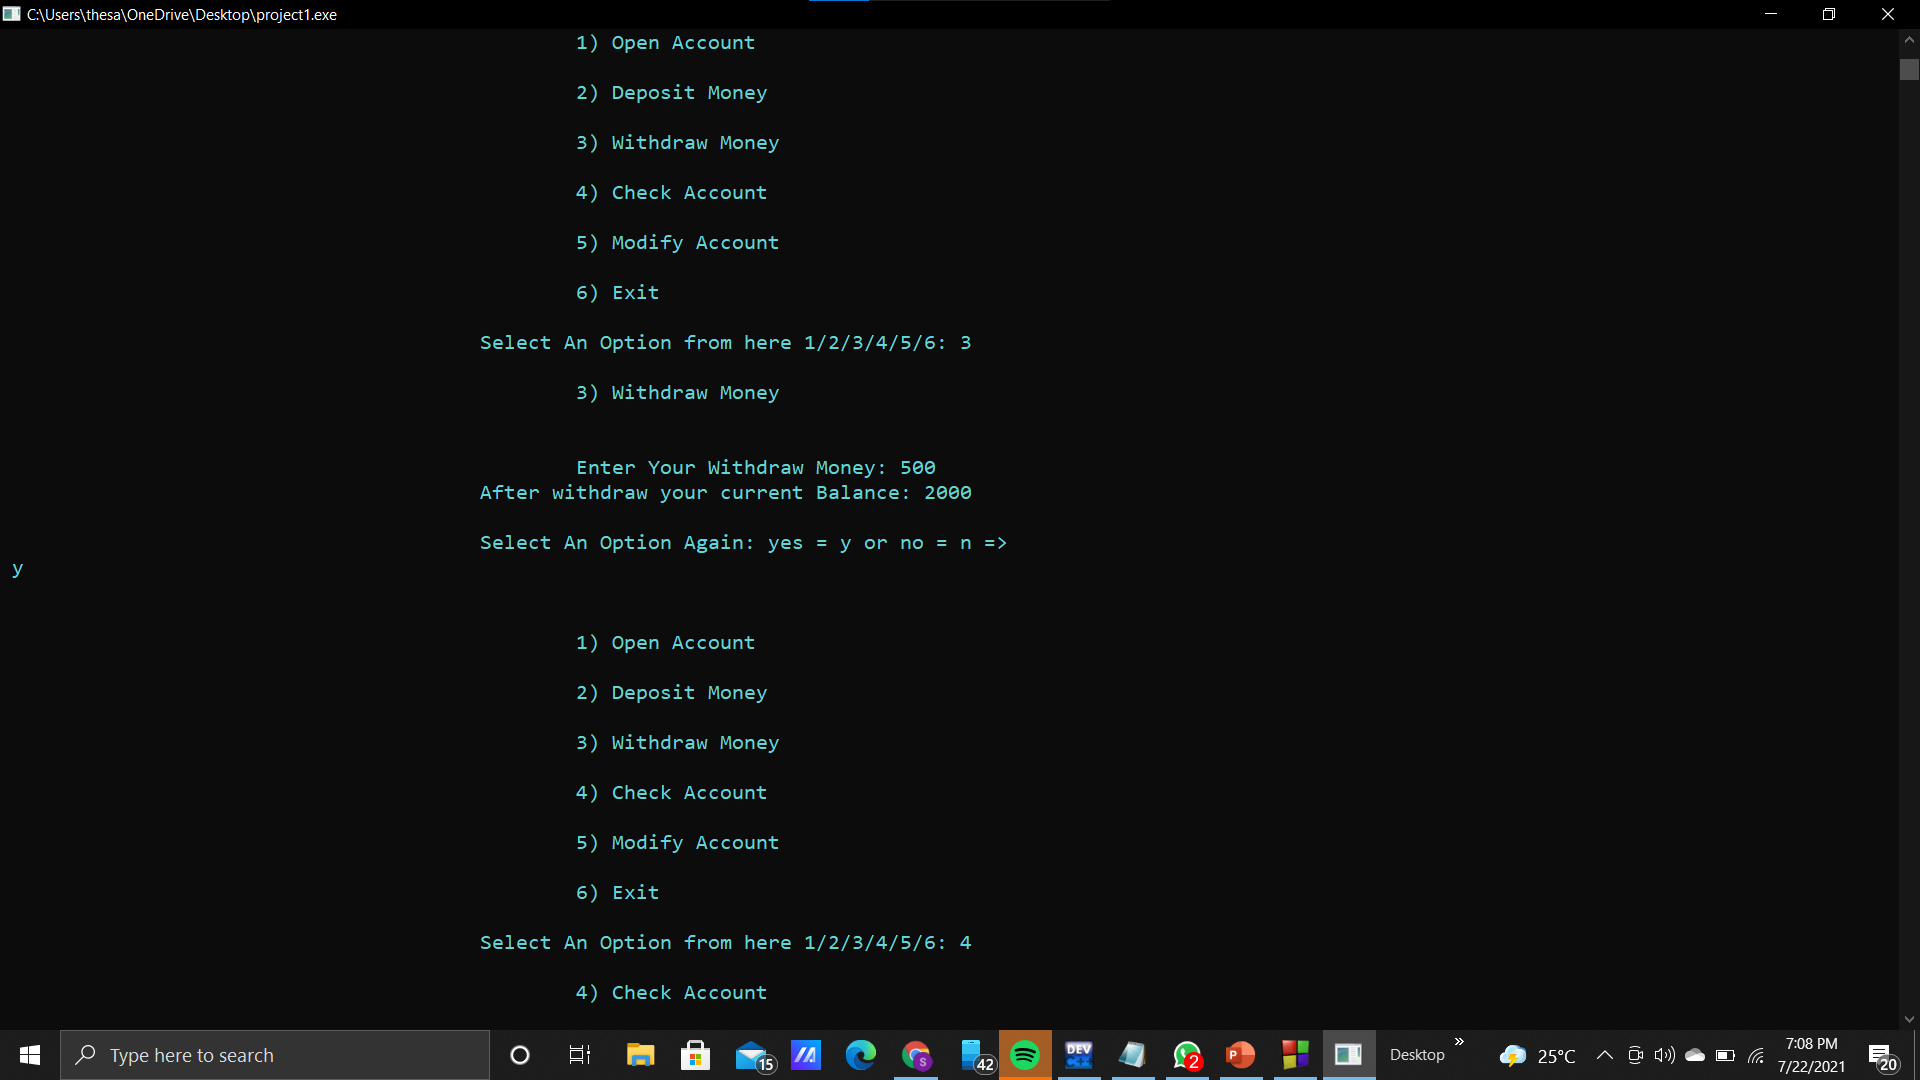 C:\Users\thesa\OneDrive\Desktop\project1.exe
1) Open Account
2) Deposit Money
3) Withdraw Money
4) Check Account
5) Modify Account
6) Exit
Select An Option from here 1/2/3/4/5/6: 3
3) Withdraw Money
Enter Your Withdraw Money: 500
After withdraw your current Balance: 2000
Select An Option Again: yes = y or no = n =>
y
1) Open Account
2) Deposit Money
3) Withdraw Money
4) Check Account
5) Modify Account
6) Exit
Select An Option from here 1/2/3/4/5/6: 4
4) Check Account
Type here to search
15
S
42
DEV
C++
2
P
Desktop
»
25°C
7:08 PM
7/22/2021
20